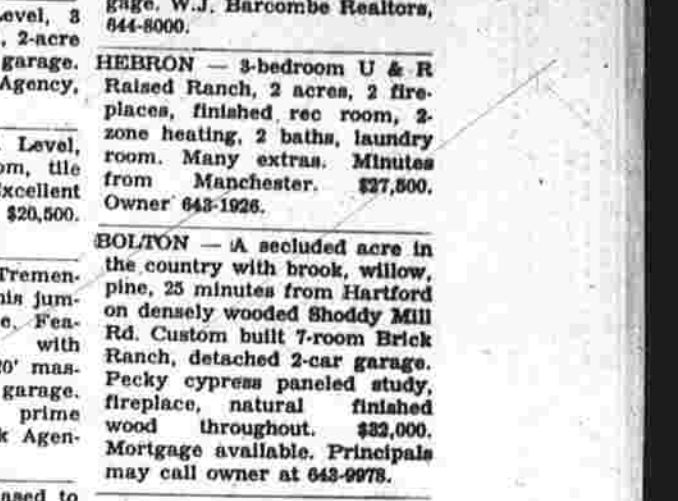 evel, 3
, 2-acre
garage.
Agency,
Level,
om, tile
xcellent
$20,500.
Tremen-
his jum-
e. Fea-
with
20' mas-
garage.
prime
k Agen-
ased to
gage. W.J. Barcombe Realtors,
644-8000.
HEBRON — 3-bedroom U & R
Raised Ranch, 2 acres, 2 fire-
places, finished rec room, 2-
zone heating, 2 baths, laundry
room. Many extras. Minutes
from Manchester. $27,500.
Owner 643-1926.
BOLTON — A secluded acre in
the country with brook, willow,
pine, 25 minutes from Hartford
on densely wooded Shoddy Mill
Rd. Custom built 7-room Brick
Ranch, detached 2-car garage.
Pecky cypress paneled study,
fireplace, natural finished
wood throughout. $32,000.
Mortgage available. Principals
may call owner at 643-9978.